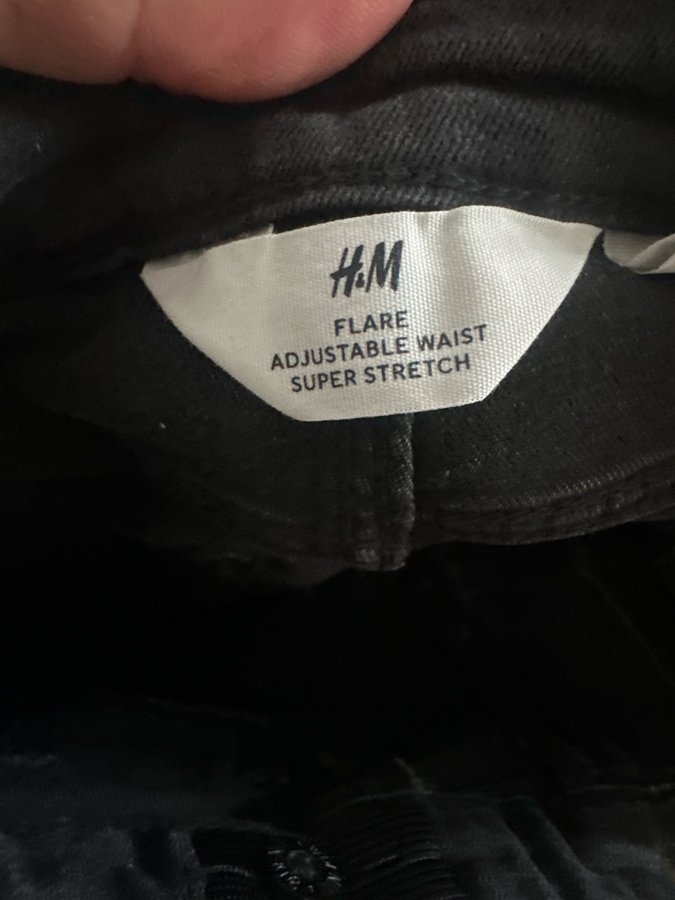 H&M
FLARE
ADJUSTABLE WAIST
SUPER STRETCH